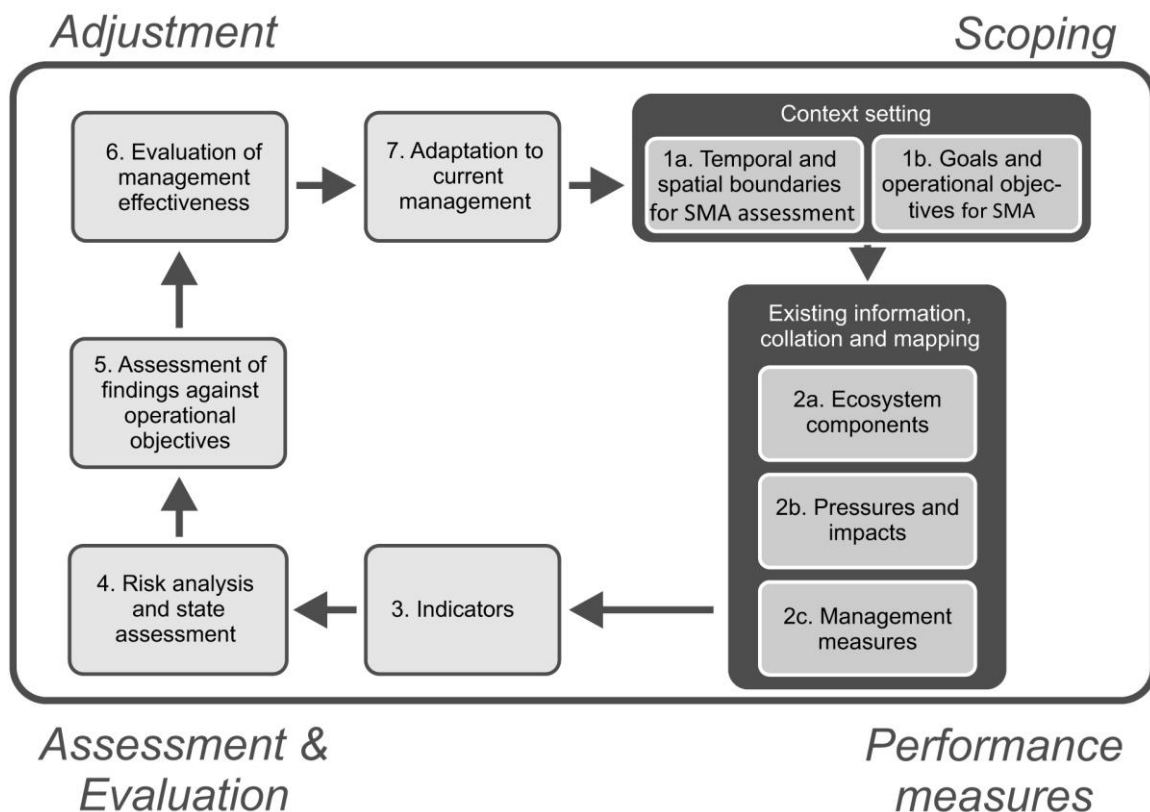 Adjustment
Scoping
6. Evaluation of
management
effectiveness
7. Adaptation to
current
management
Context setting
1a. Temporal and
spatial boundaries
for SMA assessment
1b. Goals and
operational objec-
tives for SMA
Existing information,
collation and mapping
2a. Ecosystem
components
2b. Pressures and
impacts
2c. Management
measures
3. Indicators
4. Risk analysis
and state
assessment
5. Assessment of
findings against
operational
objectives
Assessment &
Evaluation
Performance
measures